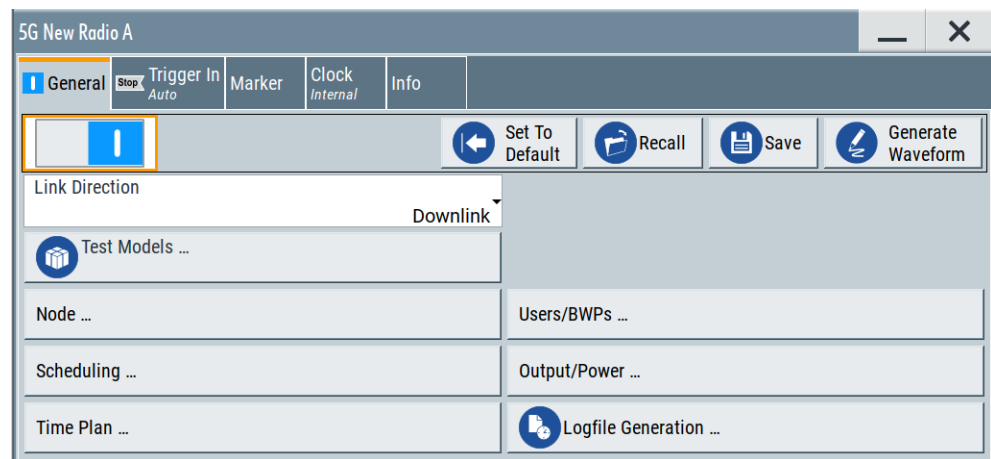 5G New Radio A
General
Stop
Trigger In
Auto
Marker
Clock
Internal
Info
Set To
Default
Recall
Save
Generate
Waveform
Link Direction
Downlink
Test Models ...
Node ...
Users/BWPs ...
Scheduling ...
Output/Power ...
Time Plan ...
Logfile Generation ...